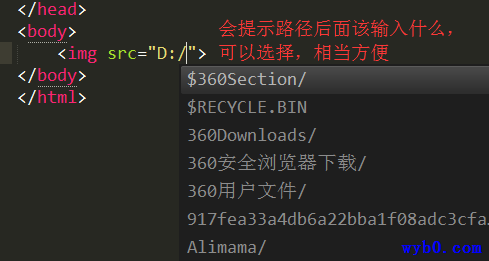 </head>
<body>
<img src="D:/">
</body>
</html>
会提示路径后面该输入什么，
可以选择，相当方便
$360Section/
$RECYCLE.BIN
360Downloads/
360安全浏览器下载/
360用户文件/
917fea33a4db6a22bba1f08adc3cfa
Alimama/
wyb0.com